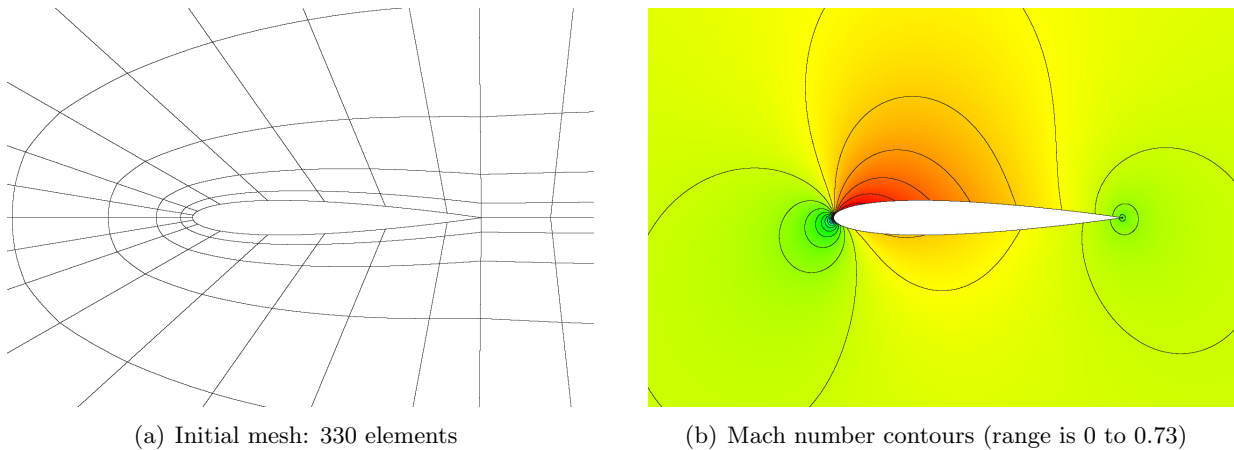 (a) Initial mesh: 330 elements
(b) Mach number contours (range is 0 to 0.73)